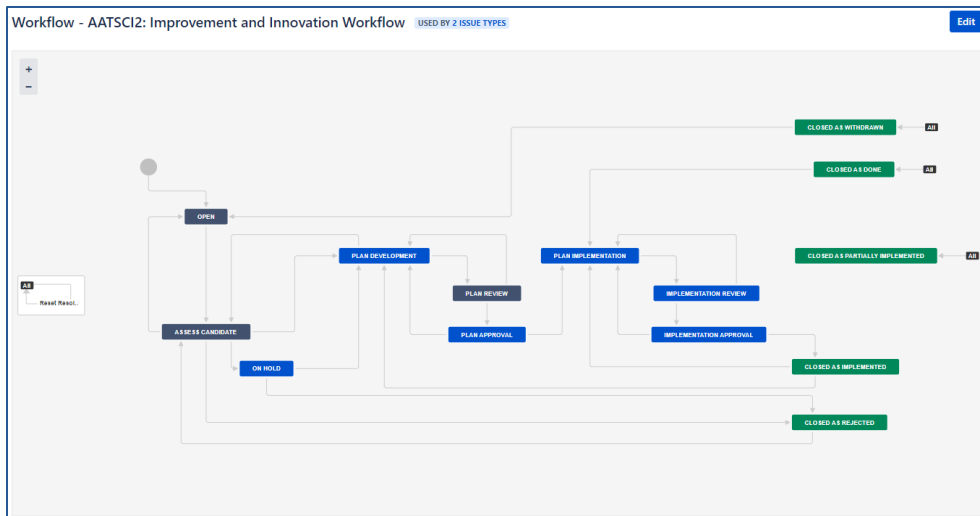 Workflow - AATSCI2: Improvement and Innovation Workflow USED BY 2 ISSUE TYPES
Edit
+
−
CLOSED AS WITHDRAWN
All
CLOSED AS DONE
All
OPEN
PLAN DEVELOPMENT
PLAN IMPLEMENTATION
CLOSED AS PARTIALLY IMPLEMENTED
All
All
Reset Resol..
PLAN REVIEW
IMPLEMENTATION REVIEW
ASSESS CANDIDATE
PLAN APPROVAL
IMPLEMENTATION APPROVAL
ON HOLD
CLOSED AS IMPLEMENTED
CLOSED AS REJECTED